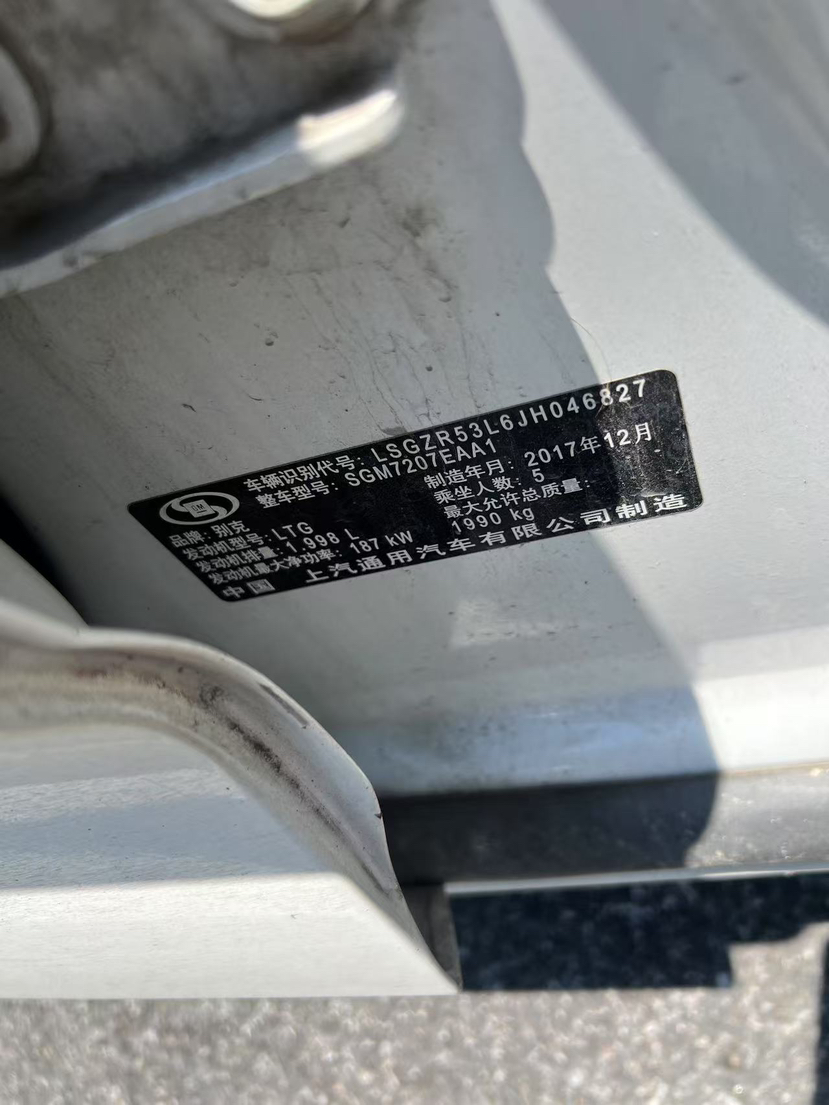 车辆识别代号: LSGZR53L6JH046827
整车型号: SGM7207EAA1
制造年月: 2017年12月
品牌: 别克
乘坐人数: 5
发动机型号: LTG
最大允许总质量:
发动机排量: 1.998 L
1990 kg
发动机最大净功率: 187 kW
中国 上汽通用汽车有限公司制造
GM